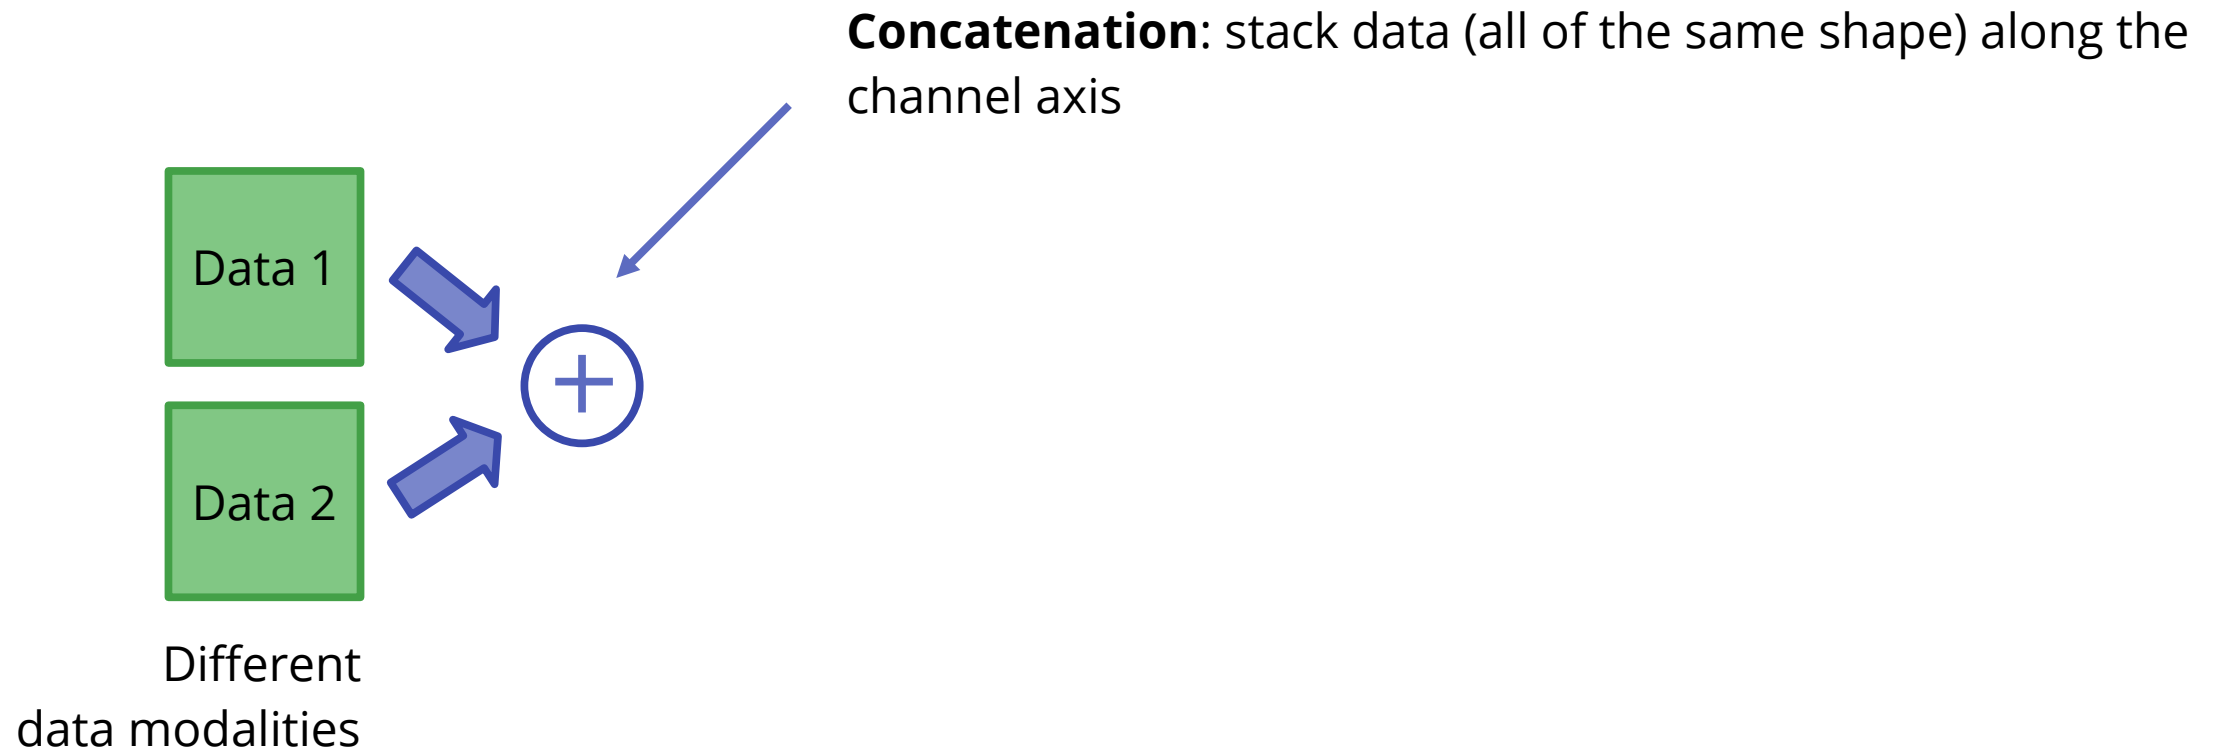 Concatenation: stack data (all of the same shape) along the
channel axis
Data 1
+
Data 2
Different
data modalities